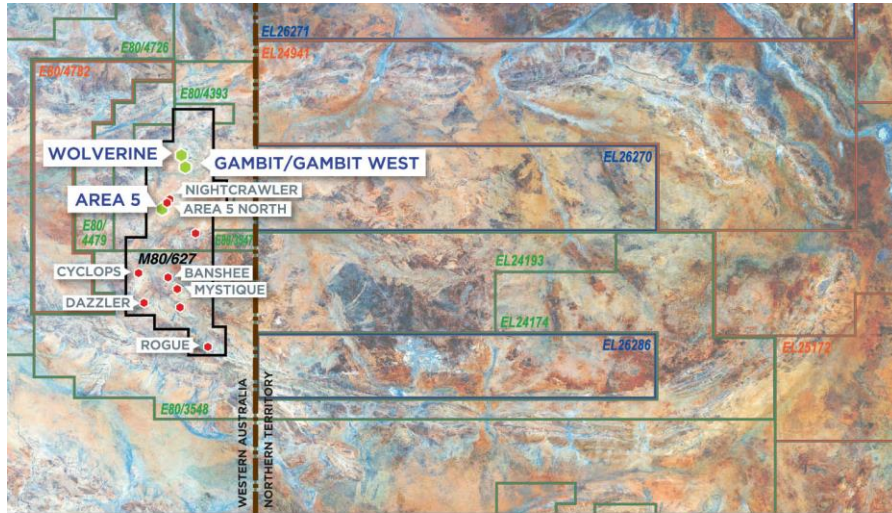 EL26271
E80/4726
EL24941
E80/4782
E80/4393
WOLVERINE
GAMBIT/GAMBIT WEST
EL26270
NIGHTCRAWLER
AREA 5
AREA 5 NORTH
E80/
4479
M80/627
EL24193
CYCLOPS
BANSHEE
MYSTIQUE
DAZZLER
EL24174
ROGUE
EL26286
EL25172
E80/3548
WESTERN AUSTRALIA
NORTHERN TERRITORY